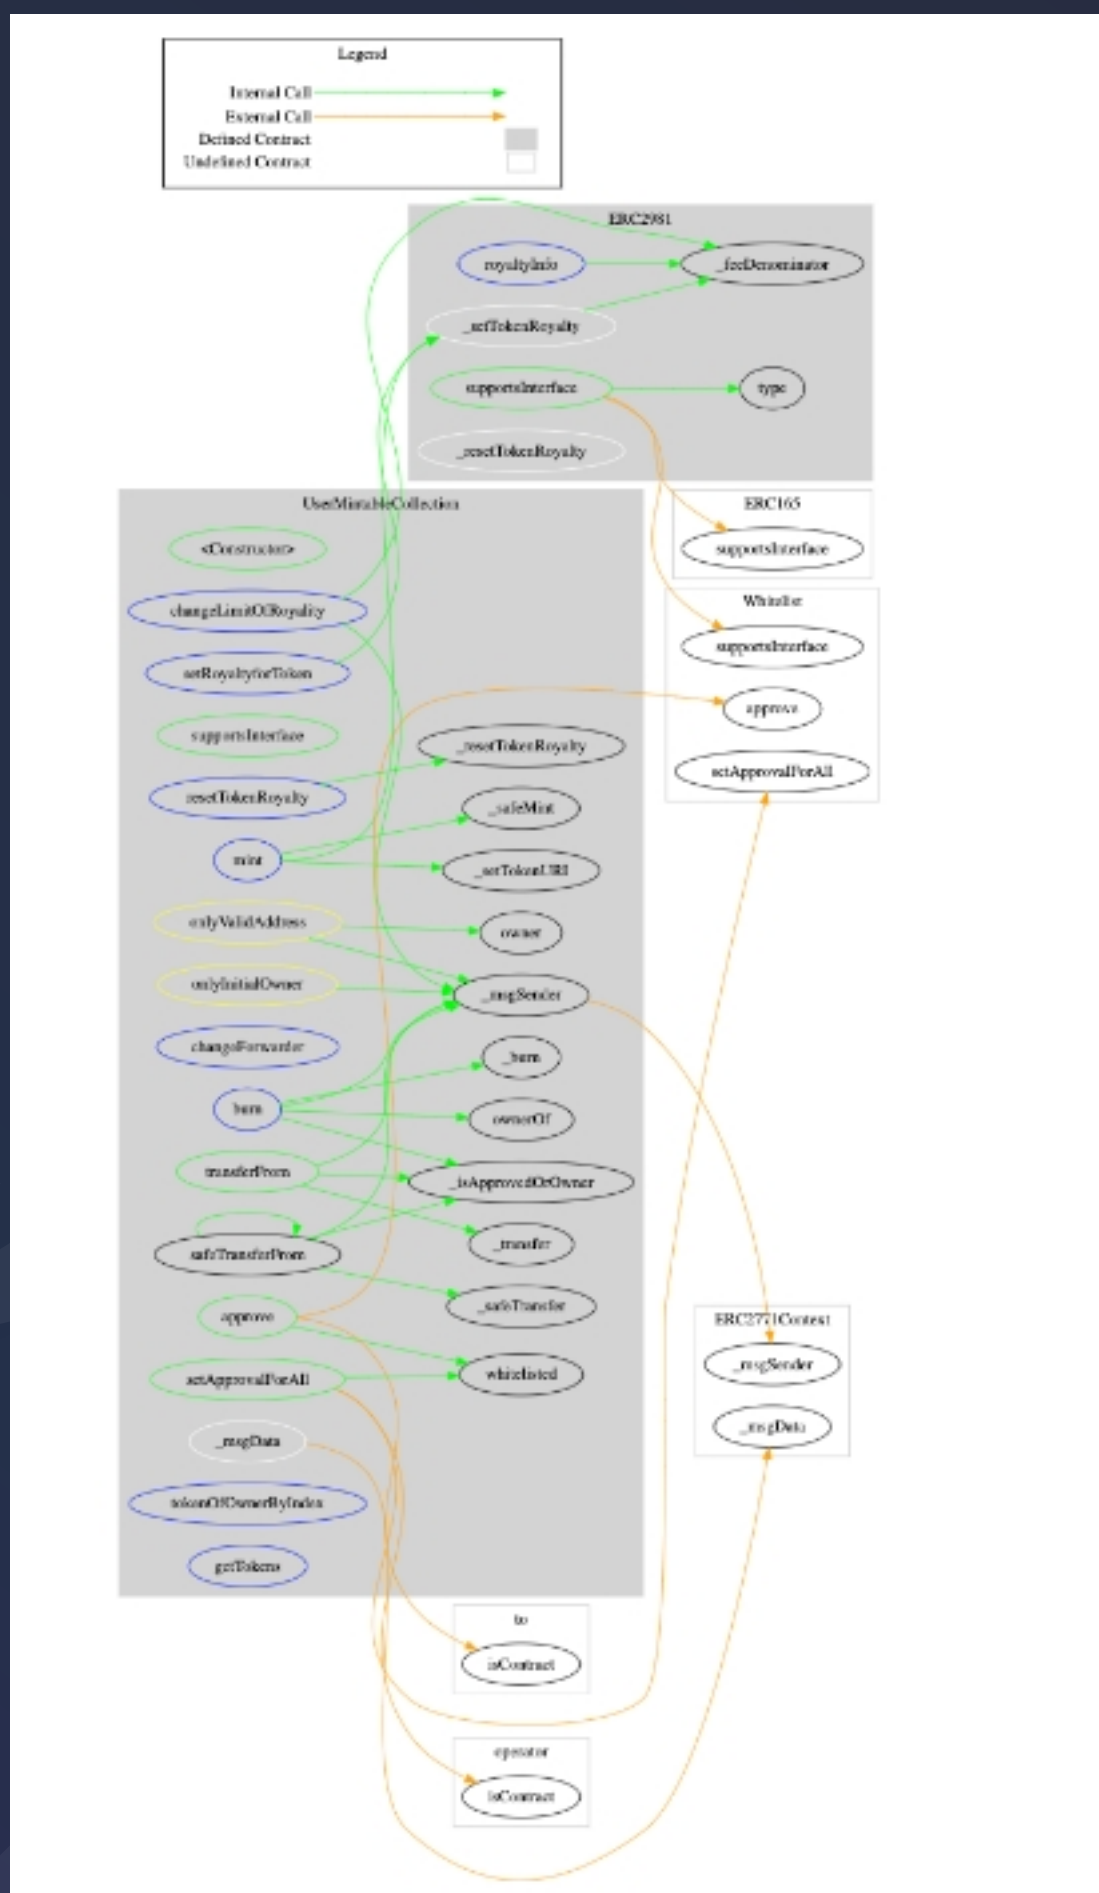 Legend
Internal Call
External Call
Defined Contract
Undefined Contract
ERC2981
royaltyInfo
_feeDenominator
_setTokenRoyalty
supportsInterface
type
_resetTokenRoyalty
UserMintableCollection
ERC165
<Constructor>
supportsInterface
Whitelist
changeLimitOfRoyality
supportsInterface
setRoyaltyforToken
approve
supportsInterface
_resetTokenRoyalty
setApprovalForAll
resetTokenRoyalty
_safeMint
mint
_setTokenURI
onlyValidAddress
owner
onlyInitialOwner
_msgSender
changeForwarder
_burn
burn
ownerOf
transferFrom
_isApprovedOrOwner
safeTransferFrom
_transfer
approve
_safeTransfer
ERC2771Context
setApprovalForAll
whitelisted
_msgSender
_msgData
_msgData
tokenOfOwnerByIndex
getTokens
to
isContract
operator
isContract